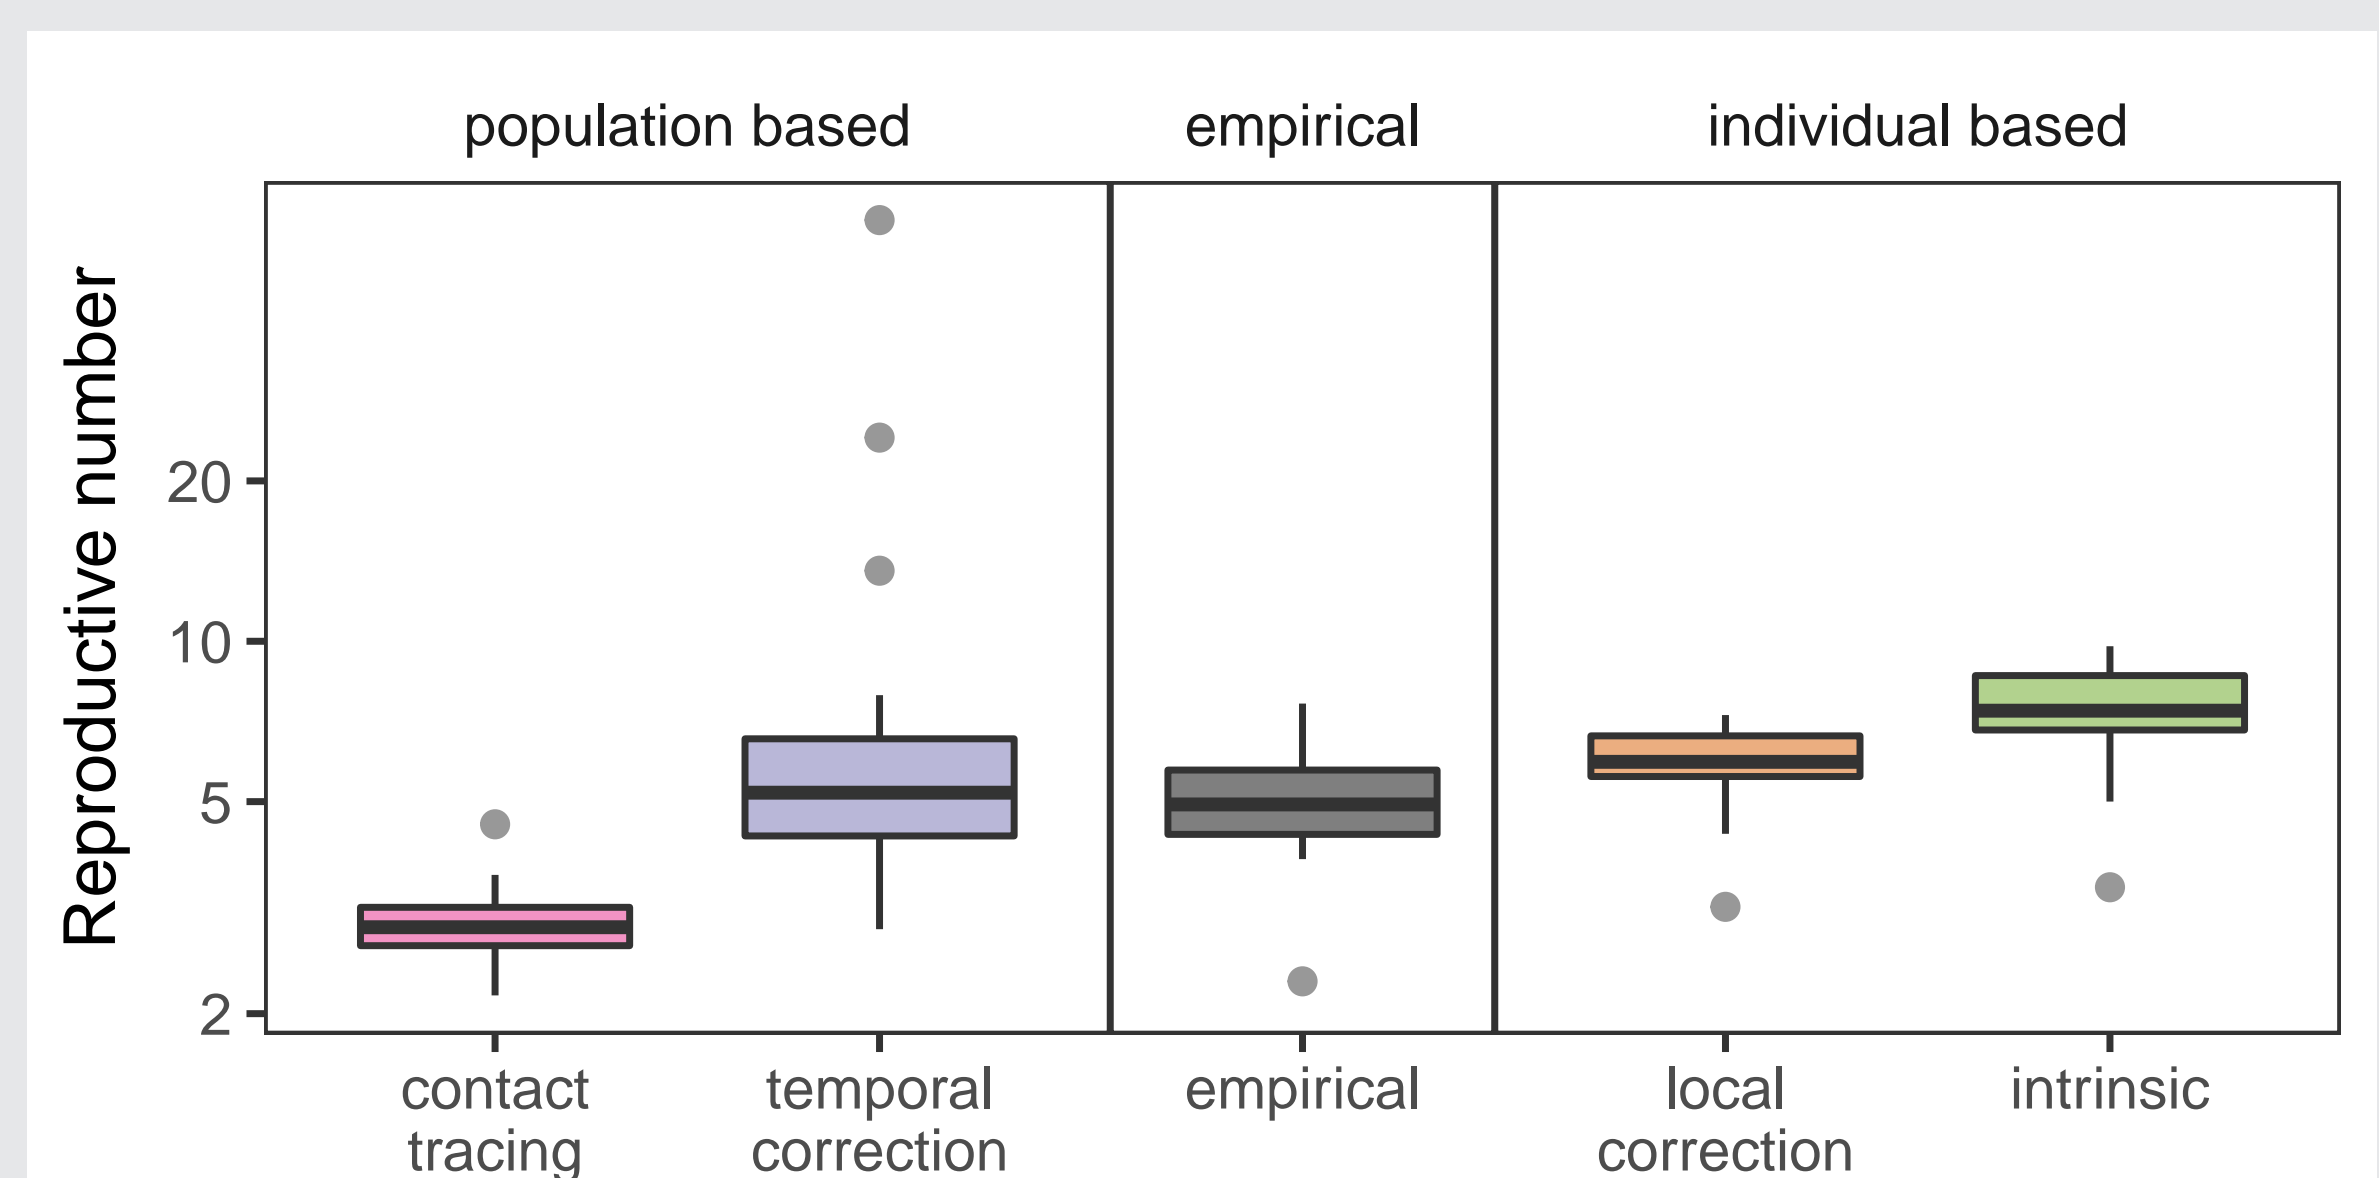 population based
empirical
individual based
Reproductive number
20
10
5
2
contact
tracing
temporal
correction
empirical
local
correction
intrinsic